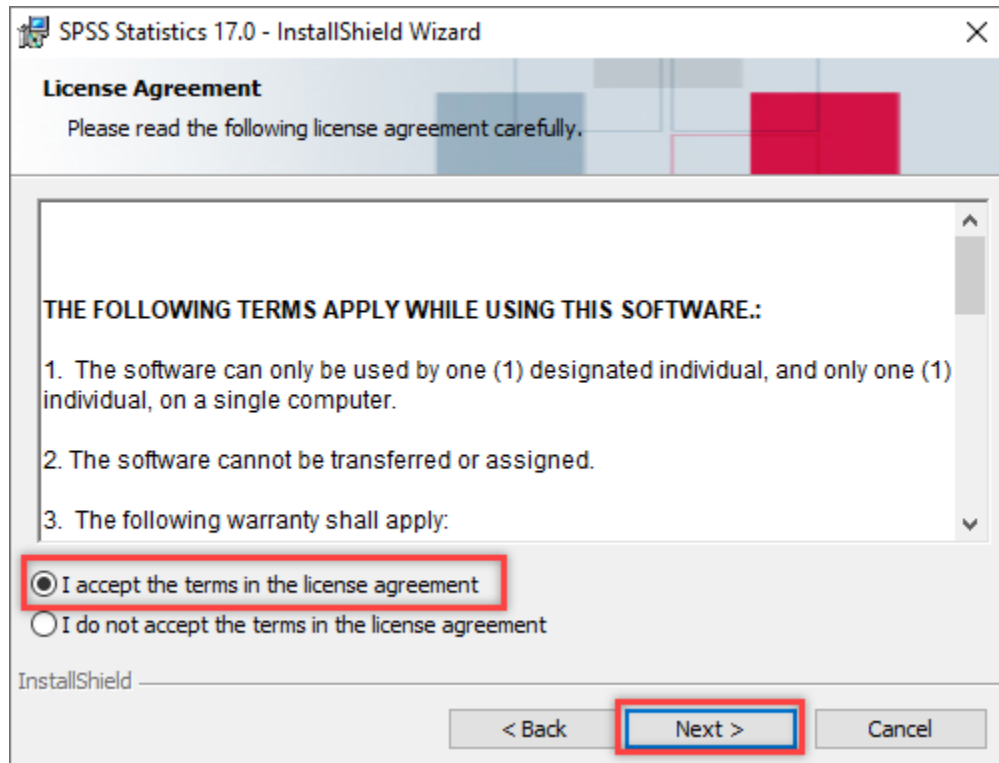 SPSS Statistics 17.0 - InstallShield Wizard
License Agreement
Please read the following license agreement carefully.
THE FOLLOWING TERMS APPLY WHILE USING THIS SOFTWARE.:
1. The software can only be used by one (1) designated individual, and only one (1)
individual, on a single computer.
2. The software cannot be transferred or assigned.
3. The following warranty shall apply:
I accept the terms in the license agreement
I do not accept the terms in the license agreement
InstallShield
< Back Next > Cancel